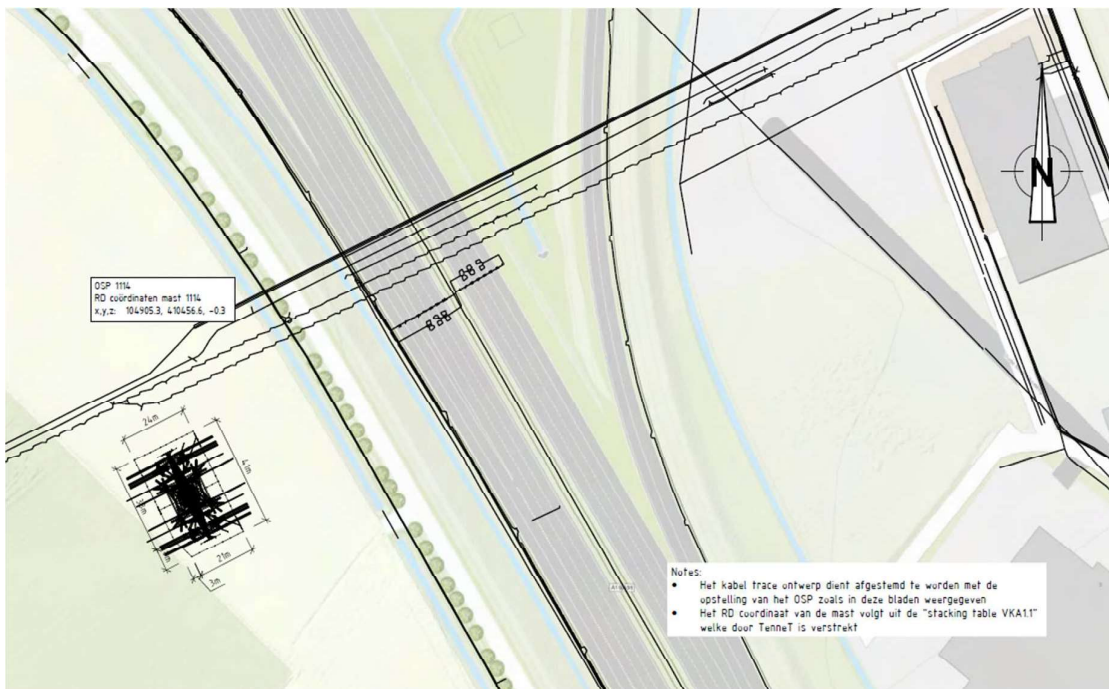 N
OSP 1114
RD coördinaten mast 1114
x,y,z: 104905.3, 410456.6, -0.3
24m
41m
21m
3m
Notes:
• Het kabel trace ontwerp dient afgestemd te worden met de
opstelling van het OSP zoals in deze bladen weergegeven
• Het RD coordinaat van de mast volgt uit de "stacking table VKA1.1"
welke door TenneT is verstrekt